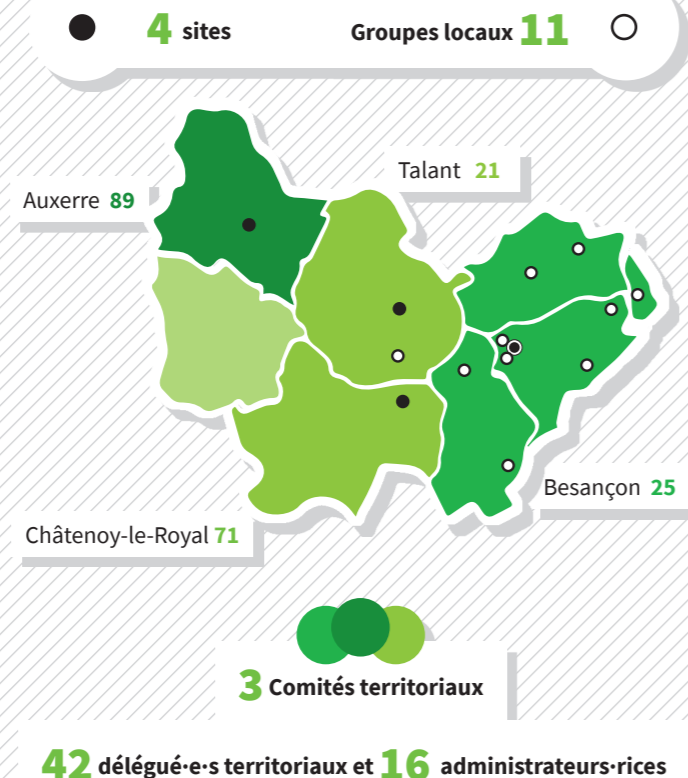 4 sites
Groupes locaux 11
Talant 21
Auxerre 89
Besançon 25
Châtenoy-le-Royal 71
3 Comités territoriaux
42 délégué·e·s territoriaux et 16 administrateurs·rices